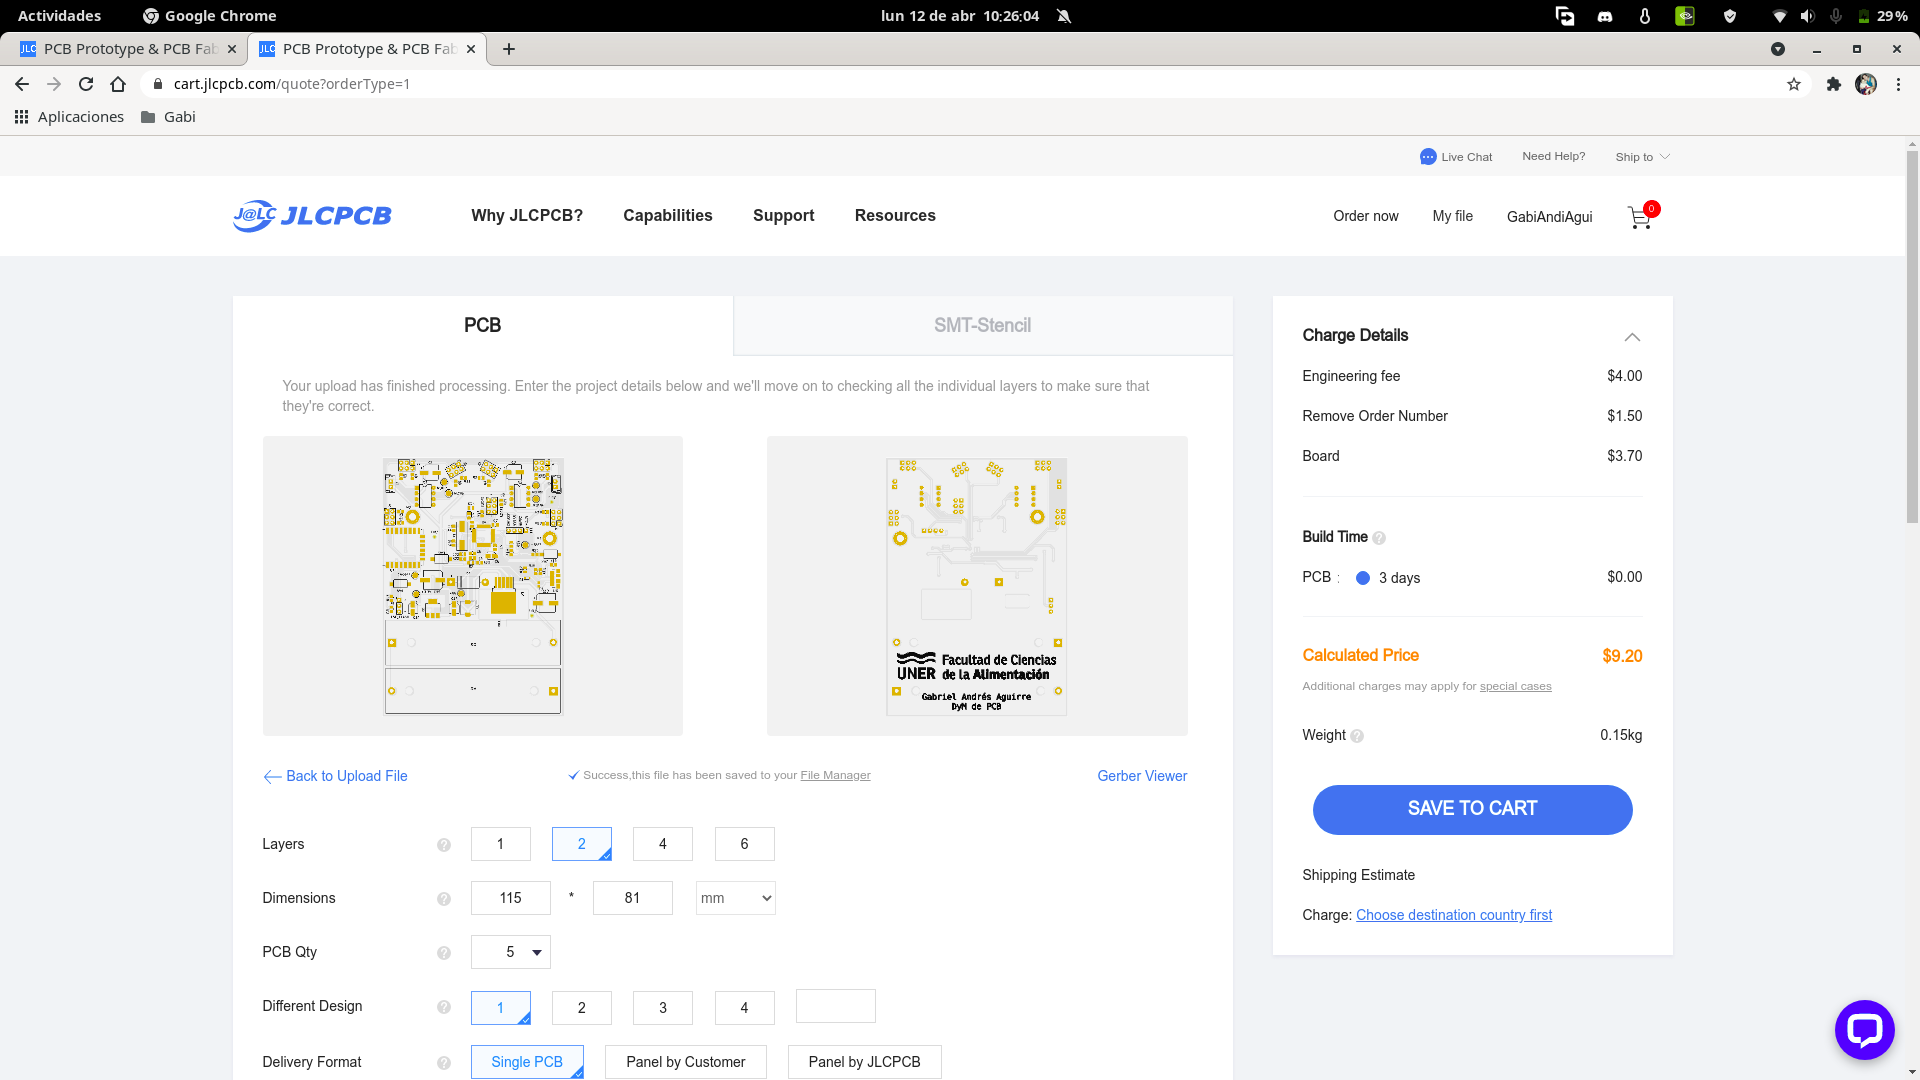 Actividades
Google Chrome
lun 12 de abr 10:26:04
29%
JLC PCB Prototype & PCB Fab
JLC PCB Prototype & PCB Fab
cart.jlcpcb.com/quote?orderType=1
Aplicaciones
Gabi
Live Chat
Need Help?
Ship to
J@LC JLCPCB
Why JLCPCB?
Capabilities
Support
Resources
Order now
My file
GabiAndiAgui
0
PCB
SMT-Stencil
Your upload has finished processing. Enter the project details below and we'll move on to checking all the individual layers to make sure that
they're correct.
UNER
Facultad de Ciencias
de la Alimentación
Gabriel Andrés Aguirre
DyM de PCB
Back to Upload File
Success,this file has been saved to your File Manager
Gerber Viewer
Layers ? 1 2 4 6
Dimensions ? 115 * 81 mm
PCB Qty ? 5
Different Design ? 1 2 3 4
Delivery Format ? Single PCB Panel by Customer Panel by JLCPCB
Charge Details
Engineering fee $4.00
Remove Order Number $1.50
Board $3.70
Build Time ?
PCB : 3 days $0.00
Calculated Price $9.20
Additional charges may apply for special cases
Weight ? 0.15kg
SAVE TO CART
Shipping Estimate
Charge: Choose destination country first